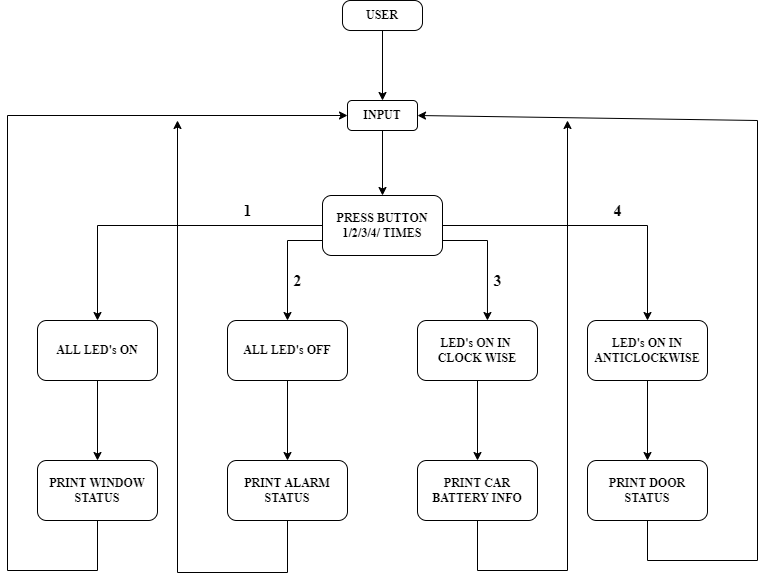 USER
INPUT
PRESS BUTTON
1/2/3/4/ TIMES
1
4
2
3
ALL LED's ON
ALL LED's OFF
LED's ON IN
CLOCK WISE
LED's ON IN
ANTICLOCKWISE
PRINT WINDOW
STATUS
PRINT ALARM
STATUS
PRINT CAR
BATTERY INFO
PRINT DOOR
STATUS